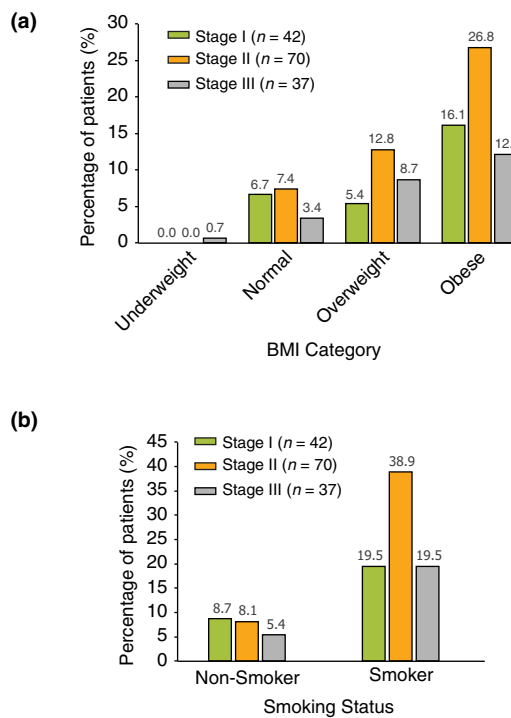 (a)
Percentage of patients (%)
30
25
20
15
10
5
0
Stage I (n = 42)
Stage II (n = 70)
Stage III (n = 37)
0.0 0.0 0.7
6.7 7.4 3.4
5.4 12.8 8.7
16.1 26.8 12.
Underweight Normal Overweight Obese
BMI Category
(b)
Percentage of patients (%)
45
40
35
30
25
20
15
10
5
0
Stage I (n = 42)
Stage II (n = 70)
Stage III (n = 37)
8.7 8.1 5.4
19.5 38.9 19.5
Non-Smoker Smoker
Smoking Status